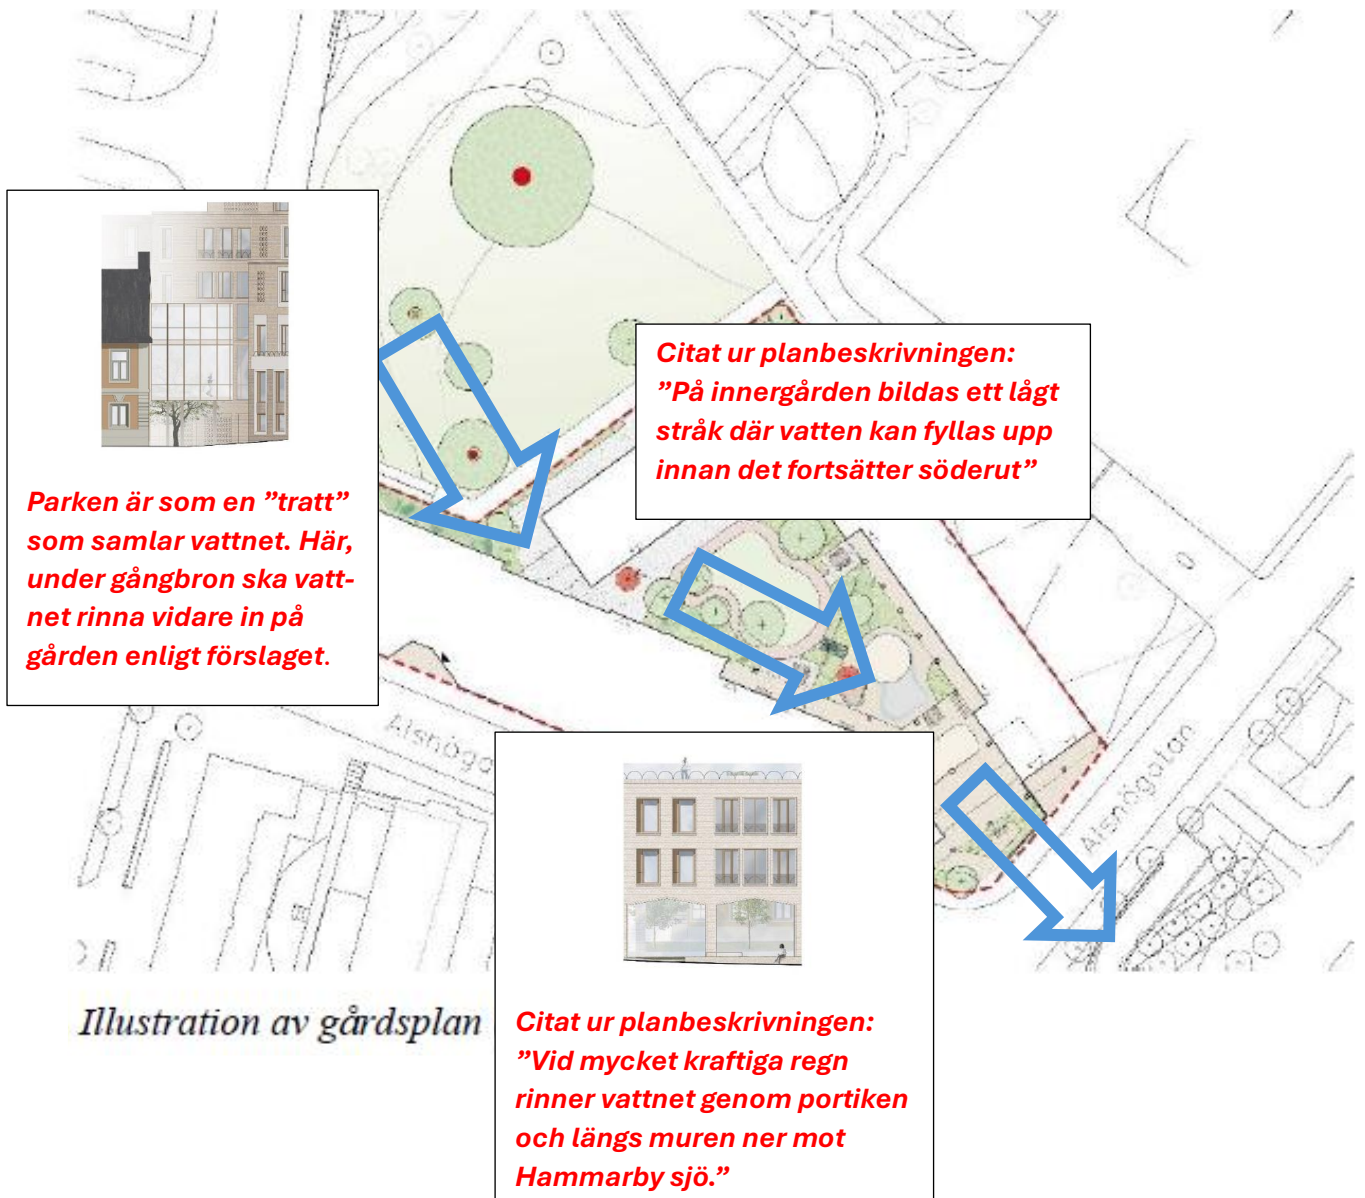 Parken är som en ”tratt”
som samlar vattnet. Här,
under gångbron ska vatt-
net rinna vidare in på
gården enligt förslaget.
Citat ur planbeskrivningen:
”På innergården bildas ett lågt
stråk där vatten kan fyllas upp
innan det fortsätter söderut”
Alsnöga
Alsnögatan
Illustration av gårdsplan
Citat ur planbeskrivningen:
”Vid mycket kraftiga regn
rinner vattnet genom portiken
och längs muren ner mot
Hammarby sjö.”